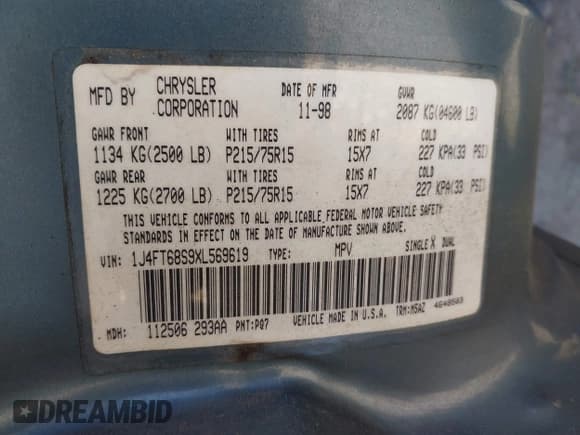 MFD BY CHRYSLER CORPORATION DATE OF MFR 11-98 GVWR 2087 KG(04600 LB)
GAWR FRONT WITH TIRES RIMS AT COLD
1134 KG(2500 LB) P215/75R15 15X7 227 KPA(33 PSI)
GAWR REAR WITH TIRES RIMS AT COLD
1225 KG(2700 LB) P215/75R15 15X7 227 KPA(33 PSI)
THIS VEHICLE CONFORMS TO ALL APPLICABLE FEDERAL MOTOR VEHICLE SAFETY
STANDARDS IN EFFECT ON THE DATE OF MANUFACTURE SHOWN ABOVE.
VIN: 1J4FT68S9XL569619 TYPE: MPV SINGLE X DUAL
MDH: 112506 293AA PNT:PQ7 VEHICLE MADE IN U.S.A. TRM:M5AZ
DREAMBID